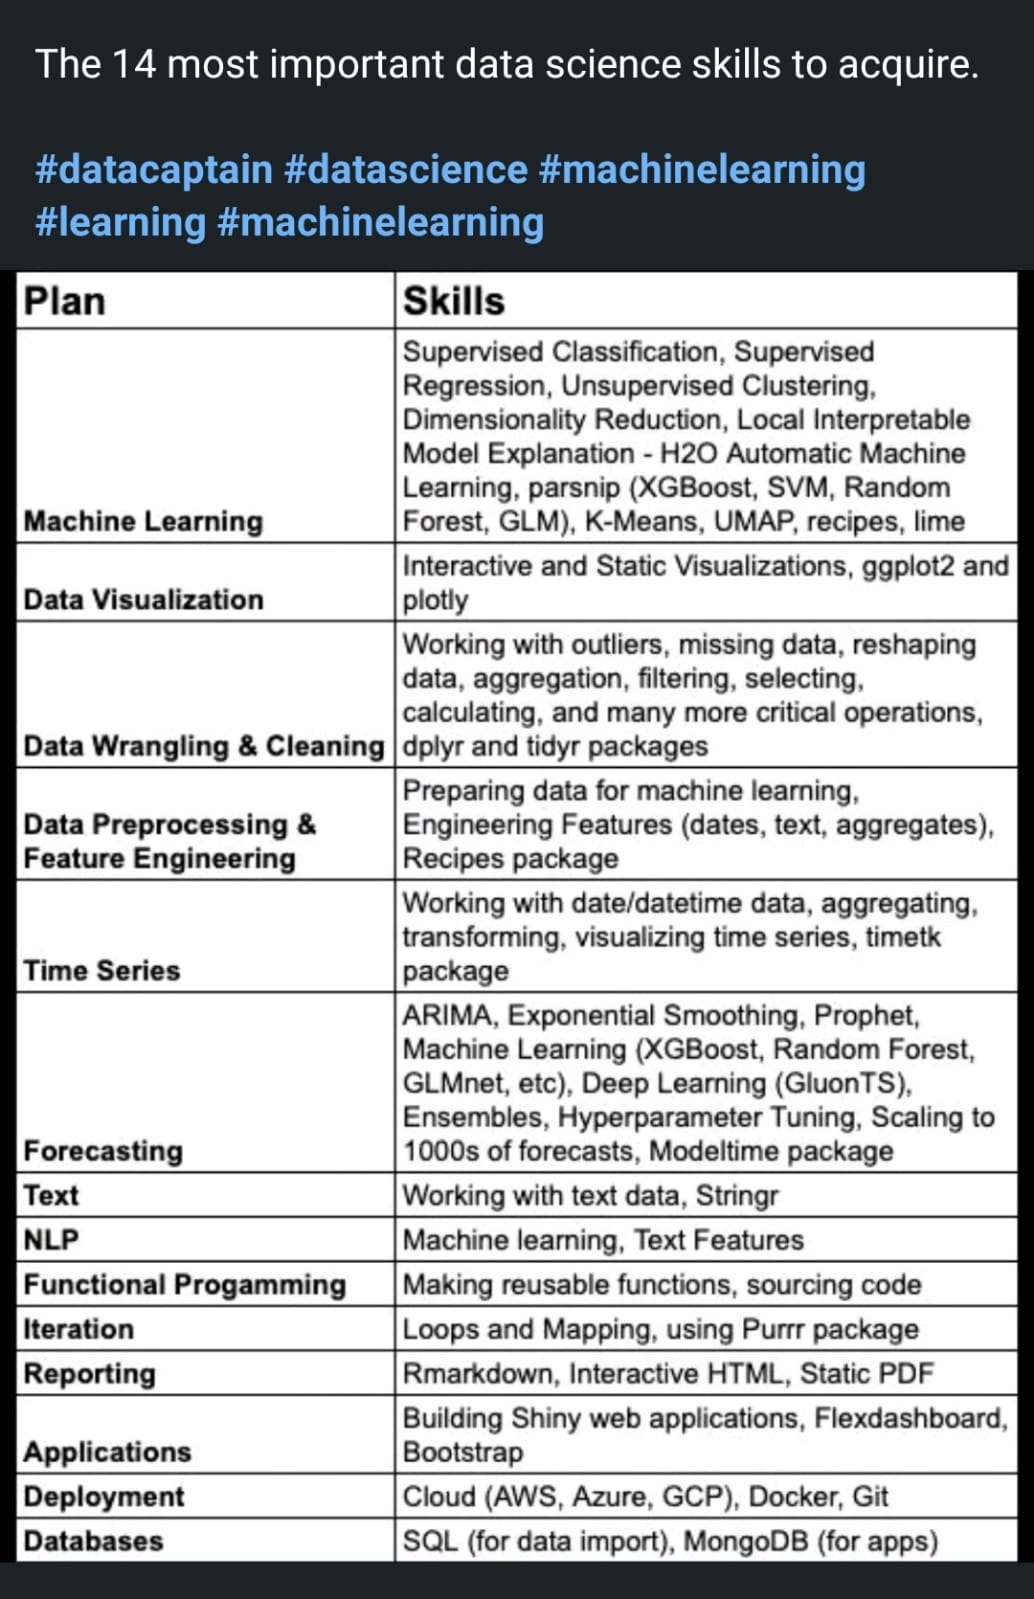 The 14 most important data science skills to acquire.
#datacaptain #datascience #machinelearning
#learning #machinelearning
Plan
Skills
Machine Learning
Supervised Classification, Supervised
Regression, Unsupervised Clustering,
Dimensionality Reduction, Local Interpretable
Model Explanation - H2O Automatic Machine
Learning, parsnip (XGBoost, SVM, Random
Forest, GLM), K-Means, UMAP, recipes, lime
Data Visualization
Interactive and Static Visualizations, ggplot2 and
plotly
Data Wrangling & Cleaning
Working with outliers, missing data, reshaping
data, aggregation, filtering, selecting,
calculating, and many more critical operations,
dplyr and tidyr packages
Data Preprocessing &
Feature Engineering
Preparing data for machine learning,
Engineering Features (dates, text, aggregates),
Recipes package
Time Series
Working with date/datetime data, aggregating,
transforming, visualizing time series, timetk
package
Forecasting
ARIMA, Exponential Smoothing, Prophet,
Machine Learning (XGBoost, Random Forest,
GLMnet, etc), Deep Learning (GluonTS),
Ensembles, Hyperparameter Tuning, Scaling to
1000s of forecasts, Modeltime package
Text
Working with text data, Stringr
NLP
Machine learning, Text Features
Functional Progamming
Making reusable functions, sourcing code
Iteration
Loops and Mapping, using Purrr package
Reporting
Rmarkdown, Interactive HTML, Static PDF
Applications
Building Shiny web applications, Flexdashboard,
Bootstrap
Deployment
Cloud (AWS, Azure, GCP), Docker, Git
Databases
SQL (for data import), MongoDB (for apps)